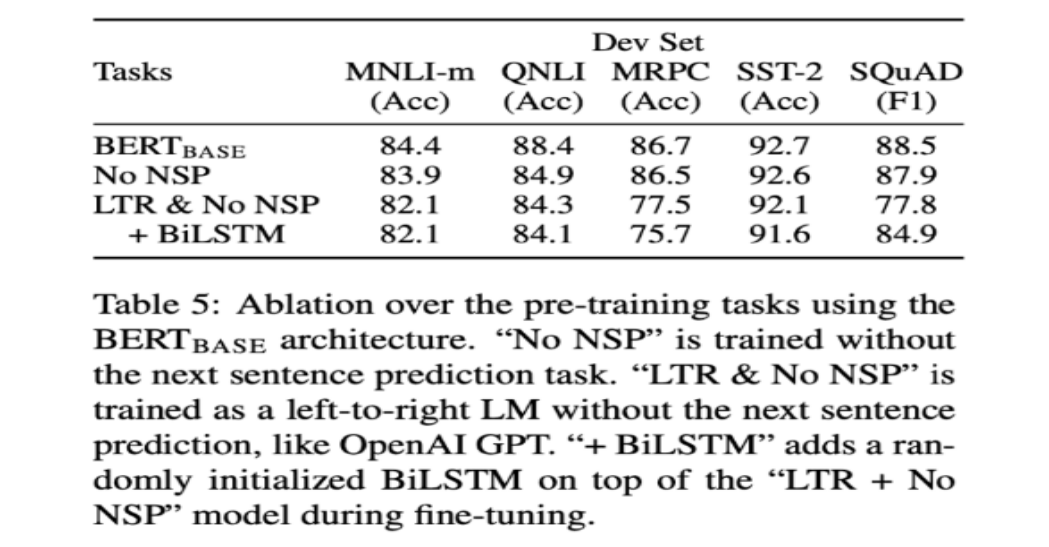 Dev Set
Tasks MNLI-m QNLI MRPC SST-2 SQuAD
(Acc) (Acc) (Acc) (Acc) (F1)
BERTBASE 84.4 88.4 86.7 92.7 88.5
No NSP 83.9 84.9 86.5 92.6 87.9
LTR & No NSP 82.1 84.3 77.5 92.1 77.8
+ BiLSTM 82.1 84.1 75.7 91.6 84.9
Table 5: Ablation over the pre-training tasks using the
BERTBASE architecture. “No NSP” is trained without
the next sentence prediction task. “LTR & No NSP” is
trained as a left-to-right LM without the next sentence
prediction, like OpenAI GPT. “+ BiLSTM” adds a ran-
domly initialized BiLSTM on top of the “LTR + No
NSP” model during fine-tuning.